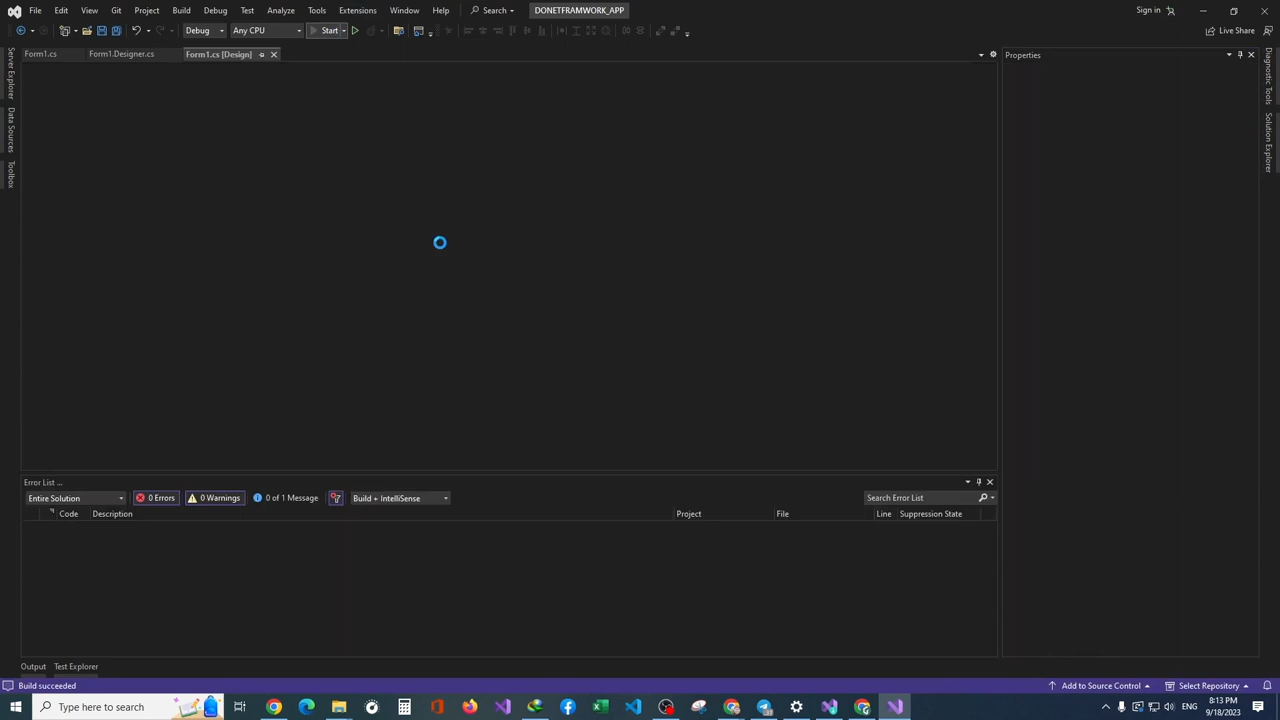 File Edit View Git Project Build Debug Test Analyze Tools Extensions Window Help Search DONETFRAMWORK_APP Sign in
Debug Any CPU Start Live Share
Form1.cs Form1.Designer.cs Form1.cs [Design] Properties
Server Explorer
Data Sources
Toolbox
Diagnostic Tools
Solution Explorer
Error List ...
Entire Solution 0 Errors 0 Warnings 0 of 1 Message Build + IntelliSense Search Error List
Code Description Project File Line Suppression State
Output Test Explorer
Build succeeded Add to Source Control Select Repository
Type here to search ENG 8:13 PM
9/18/2023